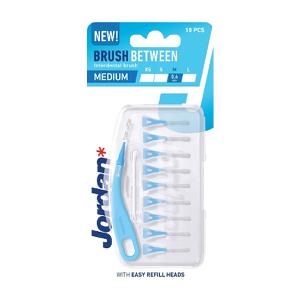 NEW!
10 PCS
BRUSH BETWEEN
Interdental brush
MEDIUM
XS S M L
0.6
Jordan*
WITH EASY REFILL HEADS